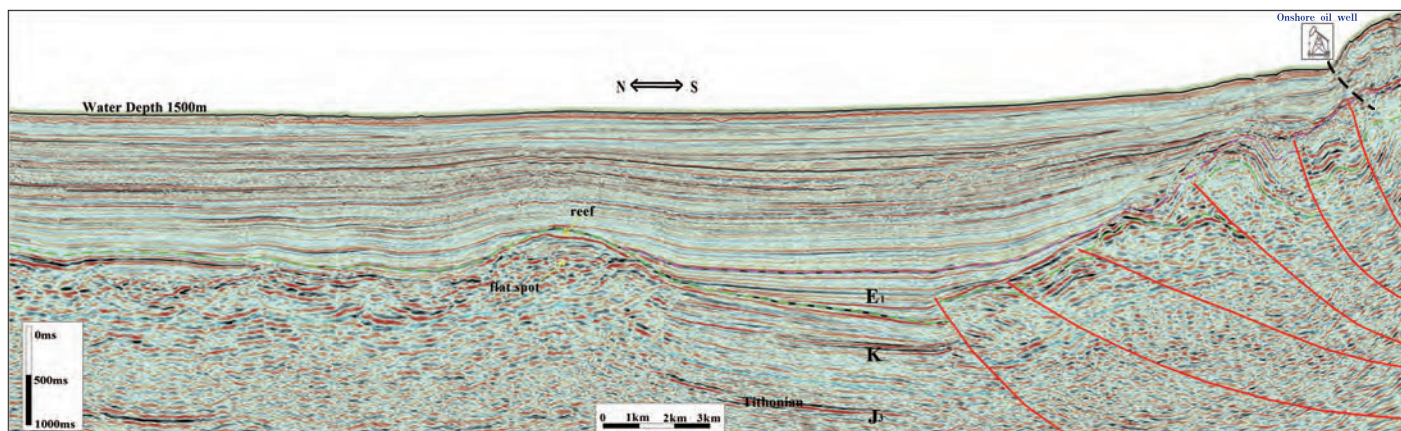 Onshore oil well
N S
Water Depth 1500m
reef
flat spot
E1
K
Tithonian
J3
0ms
500ms
1000ms
0 1km 2km 3km